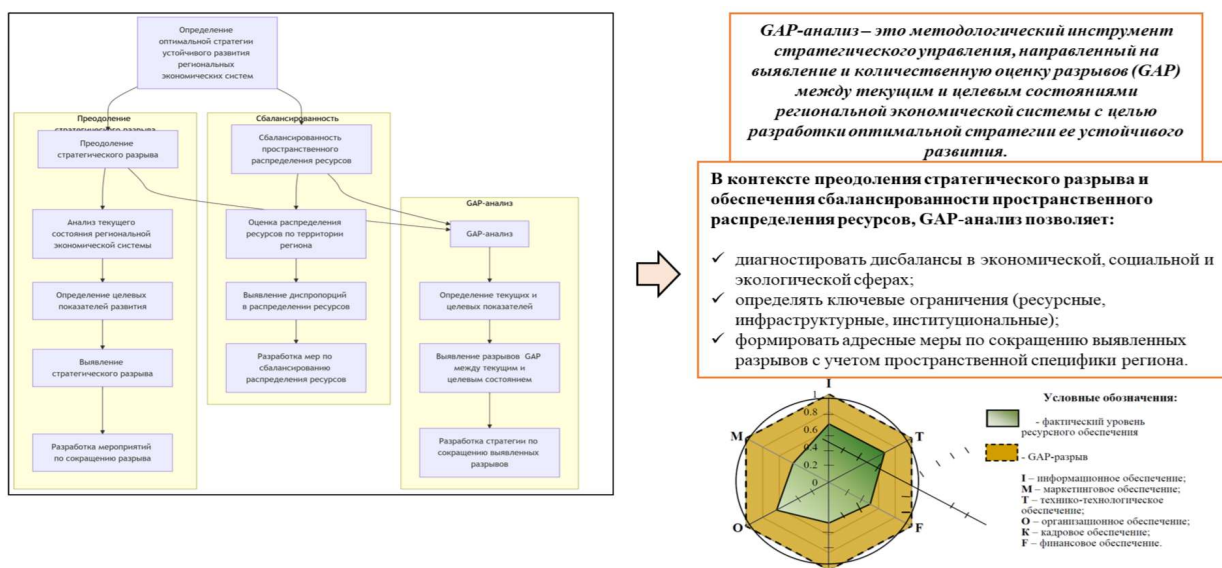 Определение
оптимальной стратегии
устойчивого развития
региональных
экономических систем
Преодоление
стратегического разрыва
Преодоление
стратегического разрыва
Анализ текущего
состояния региональной
экономической системы
Определение целевых
показателей развития
Выявление
стратегического разрыва
Разработка мероприятий
по сокращению разрыва
Сбалансированность
Сбалансированность
пространственного
распределения ресурсов
Оценка распределения
ресурсов по территории
региона
Выявление диспропорций
в распределении ресурсов
Разработка мер по
сбалансированию
распределения ресурсов
GAP-анализ
GAP-анализ
Определение текущих и
целевых показателей
Выявление разрывов GAP
между текущим и
целевым состоянием
Разработка стратегии по
сокращению выявленных
разрывов
GAP-анализ – это методологический инструмент
стратегического управления, направленный на
выявление и количественную оценку разрывов (GAP)
между текущим и целевым состояниями
региональной экономической системы с целью
разработки оптимальной стратегии ее устойчивого
развития.
В контексте преодоления стратегического разрыва и
обеспечения сбалансированности пространственного
распределения ресурсов, GAP-анализ позволяет:
✓ диагностировать дисбалансы в экономической, социальной и
экологической сферах;
✓ определять ключевые ограничения (ресурсные,
инфраструктурные, институциональные);
✓ формировать адресные меры по сокращению выявленных
разрывов с учетом пространственной специфики региона.
I
1
0.8
0.6
0.4
0.2
0
M
T
O
F
Условные обозначения:
- фактический уровень
ресурсного обеспечения
- GAP-разрыв
I – информационное обеспечение;
M – маркетинговое обеспечение;
T – технико-технологическое
обеспечение;
O – организационное обеспечение;
К – кадровое обеспечение;
F – финансовое обеспечение.